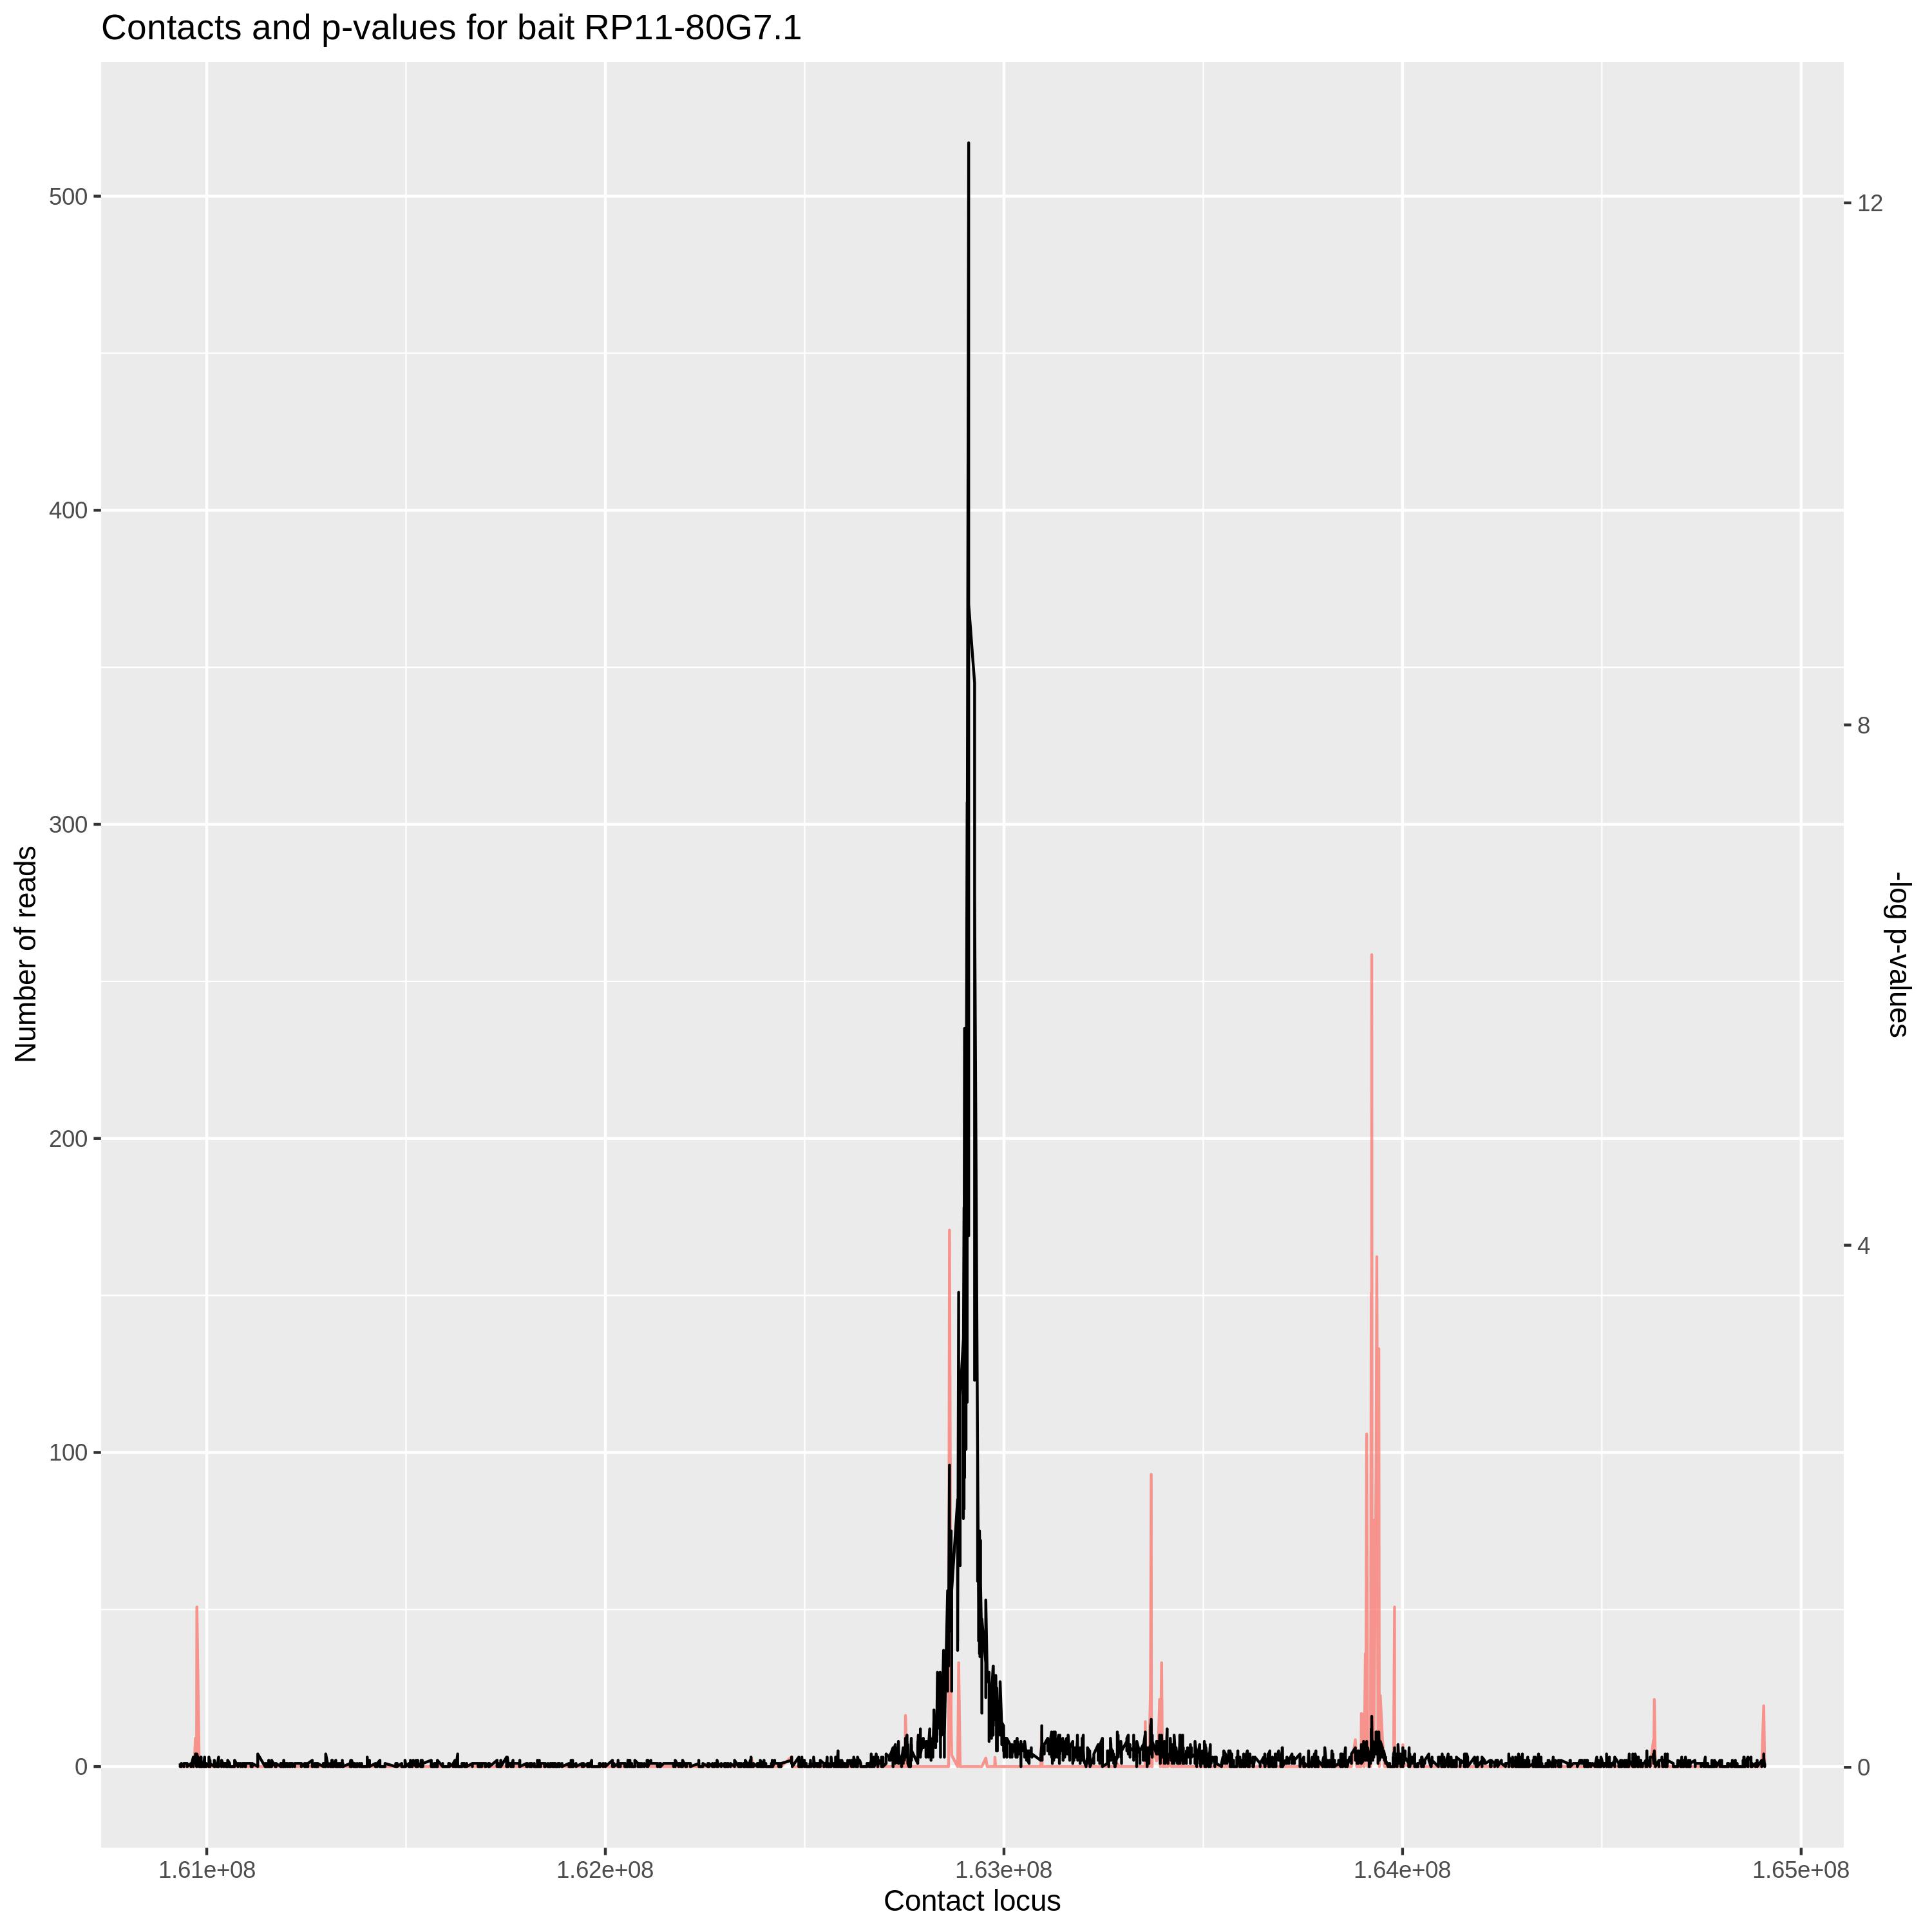 Contacts and p-values for bait RP11-80G7.1
500
400
300
200
100
0
Number of reads
12
8
4
0
-log p-values
1.61e+08
1.62e+08
1.63e+08
1.64e+08
1.65e+08
Contact locus